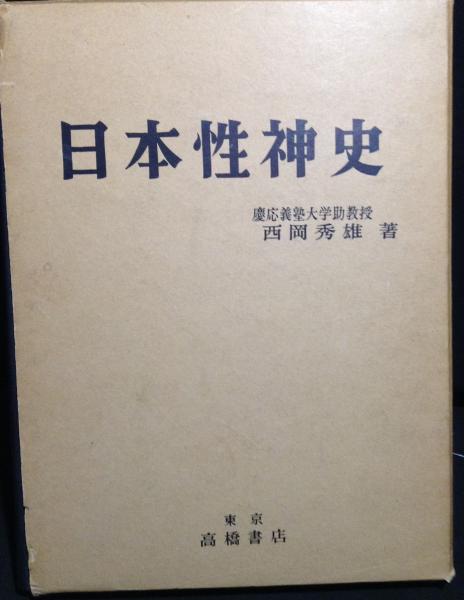 日本性神史
慶応義塾大学助教授
西岡秀雄 著
東京
高橋書店